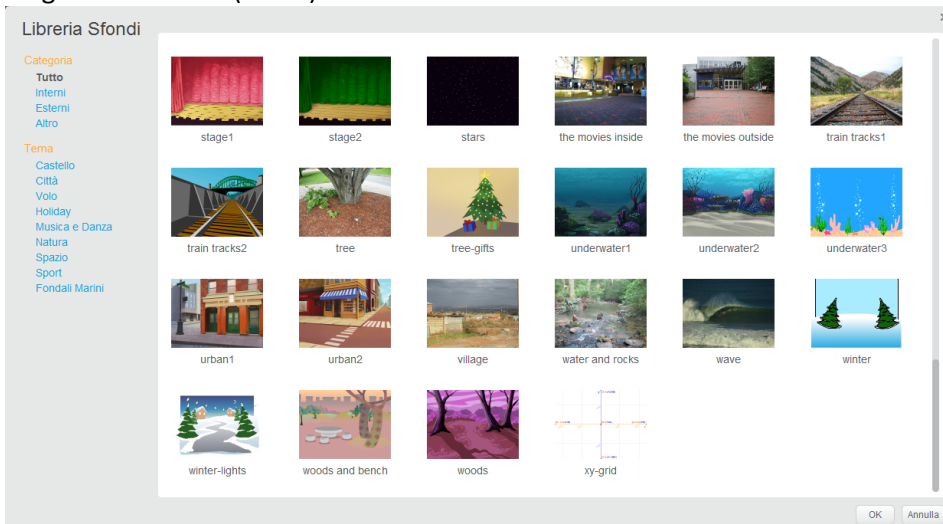 Libreria Sfondi
Categoria
Tutto
Interni
Esterni
Altro
Tema
Castello
Città
Volo
Holiday
Musica e Danza
Natura
Spazio
Sport
Fondali Marini
stage1 stage2 stars the movies inside the movies outside train tracks1
train tracks2 tree tree-gifts underwater1 underwater2 underwater3
urban1 urban2 village water and rocks wave winter
winter-lights woods and bench woods xy-grid
OK Annulla